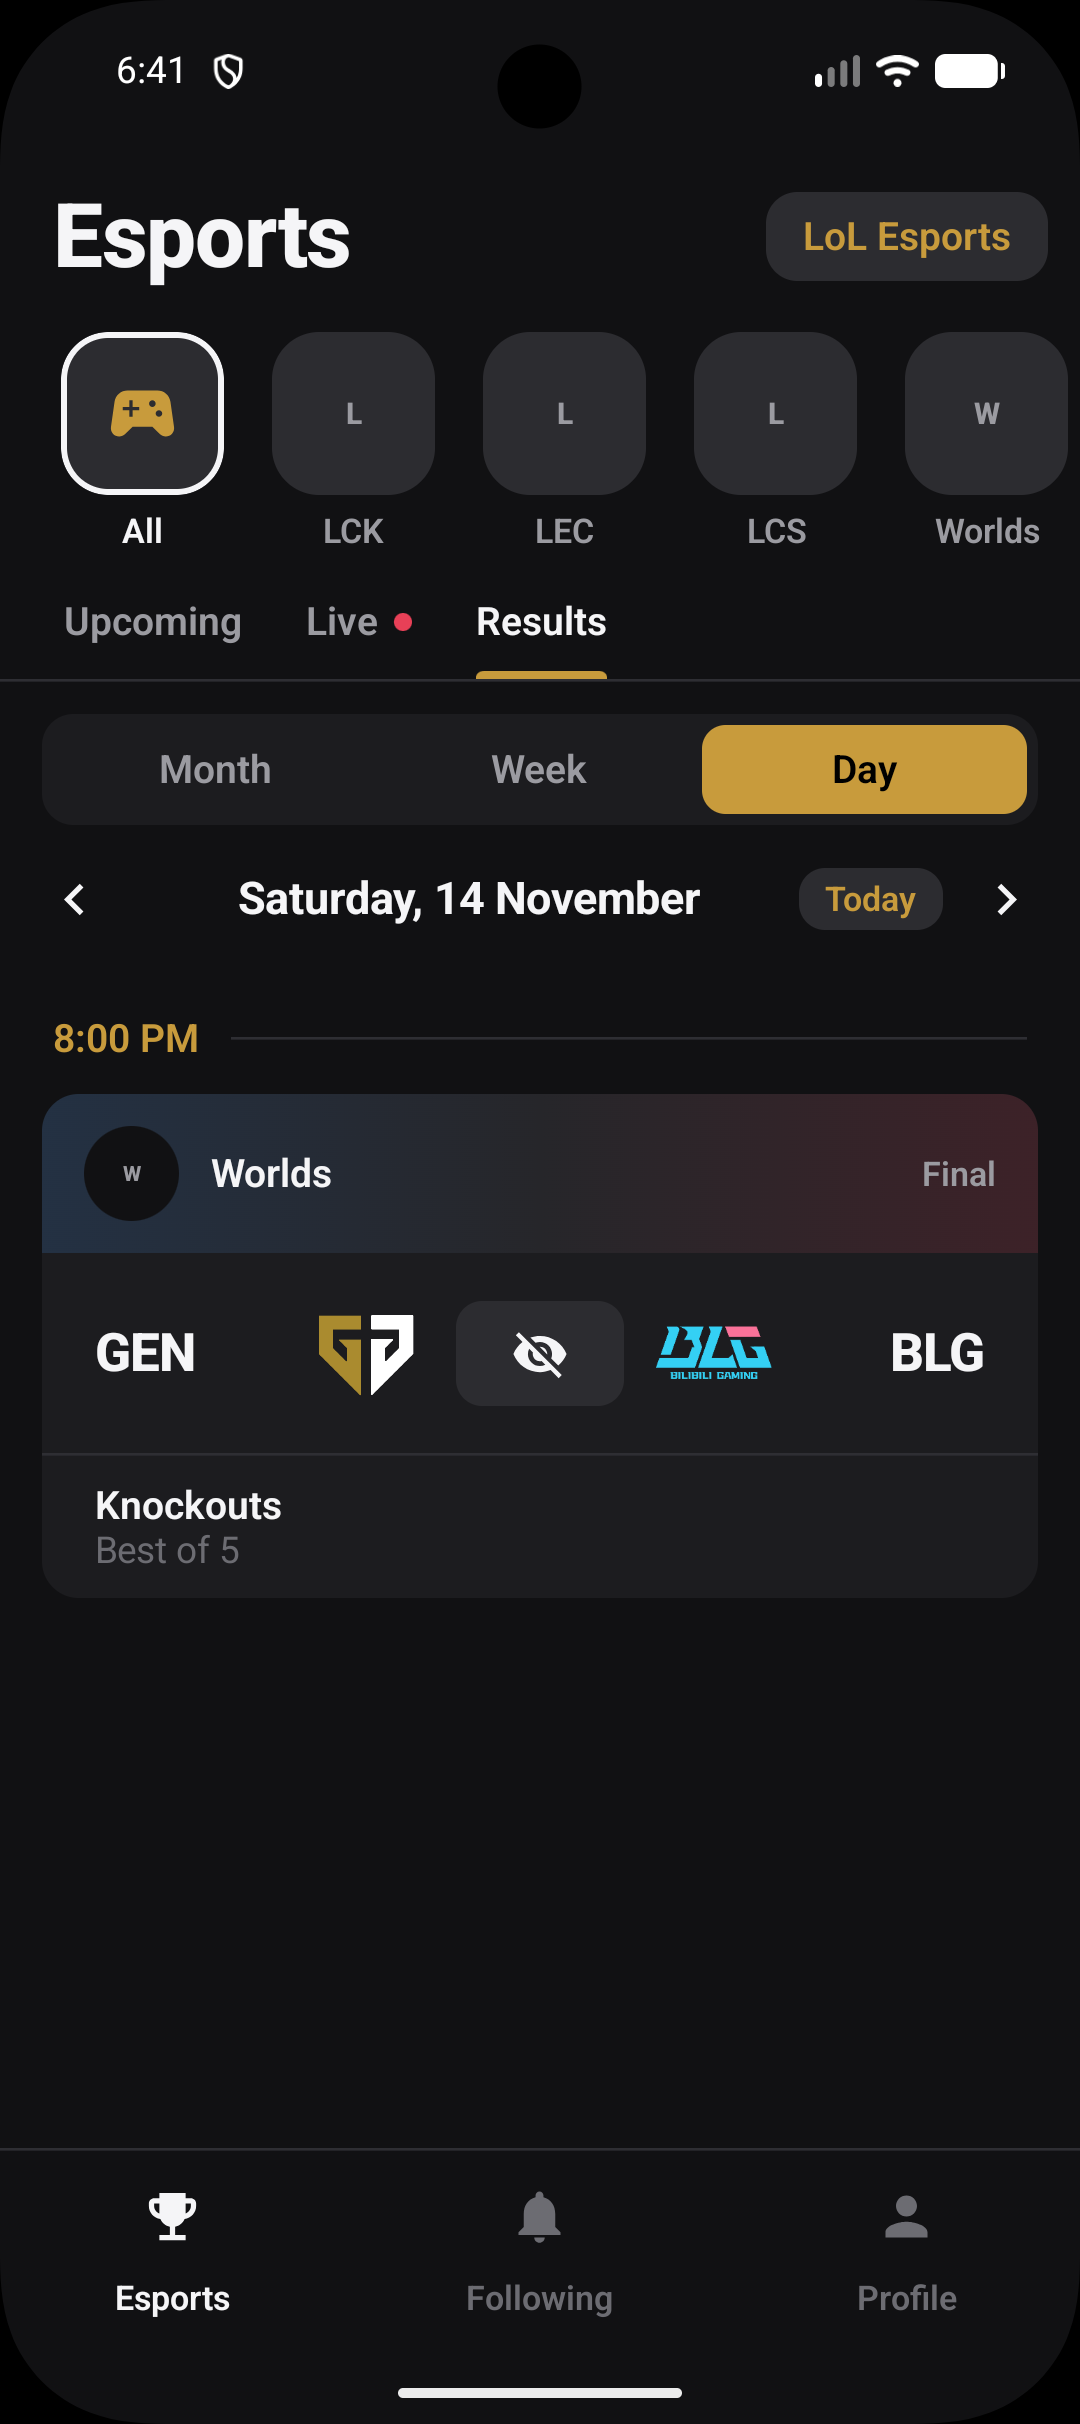 6:41
Esports
LoL Esports
L
L
L
W
All
LCK
LEC
LCS
Worlds
Upcoming
Live
Results
Month
Week
Day
Saturday, 14 November
Today
8:00 PM
W
Worlds
Final
GEN
BILIBILI GAMING
BLG
Knockouts
Best of 5
Esports
Following
Profile